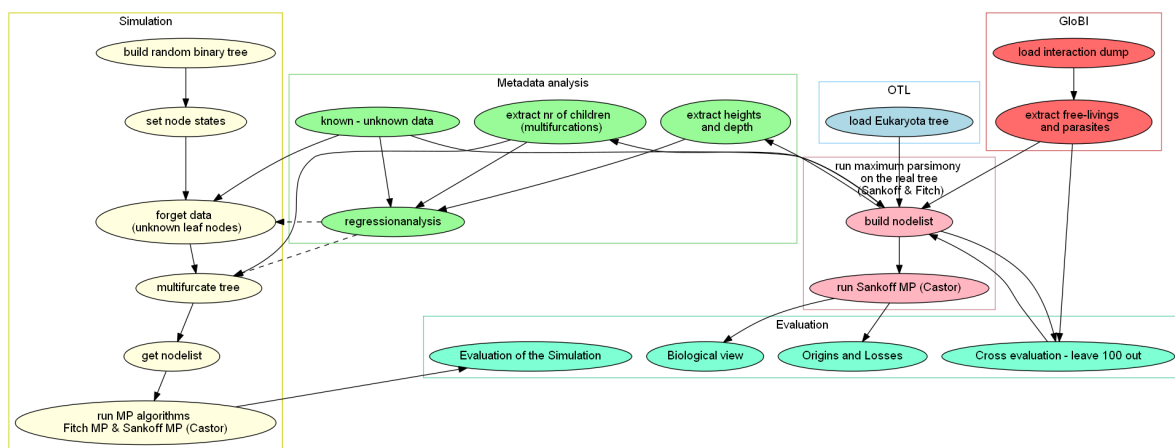 Simulation
build random binary tree
set node states
forget data
(unknown leaf nodes)
multifurcate tree
get nodelist
run MP algorithms
Fitch MP & Sankoff MP (Castor)
Metadata analysis
known - unknown data
extract nr of children
(multifurcations)
extract heights
and depth
regressionanalysis
OTL
load Eukaryota tree
GloBI
load interaction dump
extract free-livings
and parasites
run maximum parsimony
on the real tree
(Sankoff & Fitch)
build nodelist
run Sankoff MP (Castor)
Evaluation
Evaluation of the Simulation
Biological view
Origins and Losses
Cross evaluation - leave 100 out